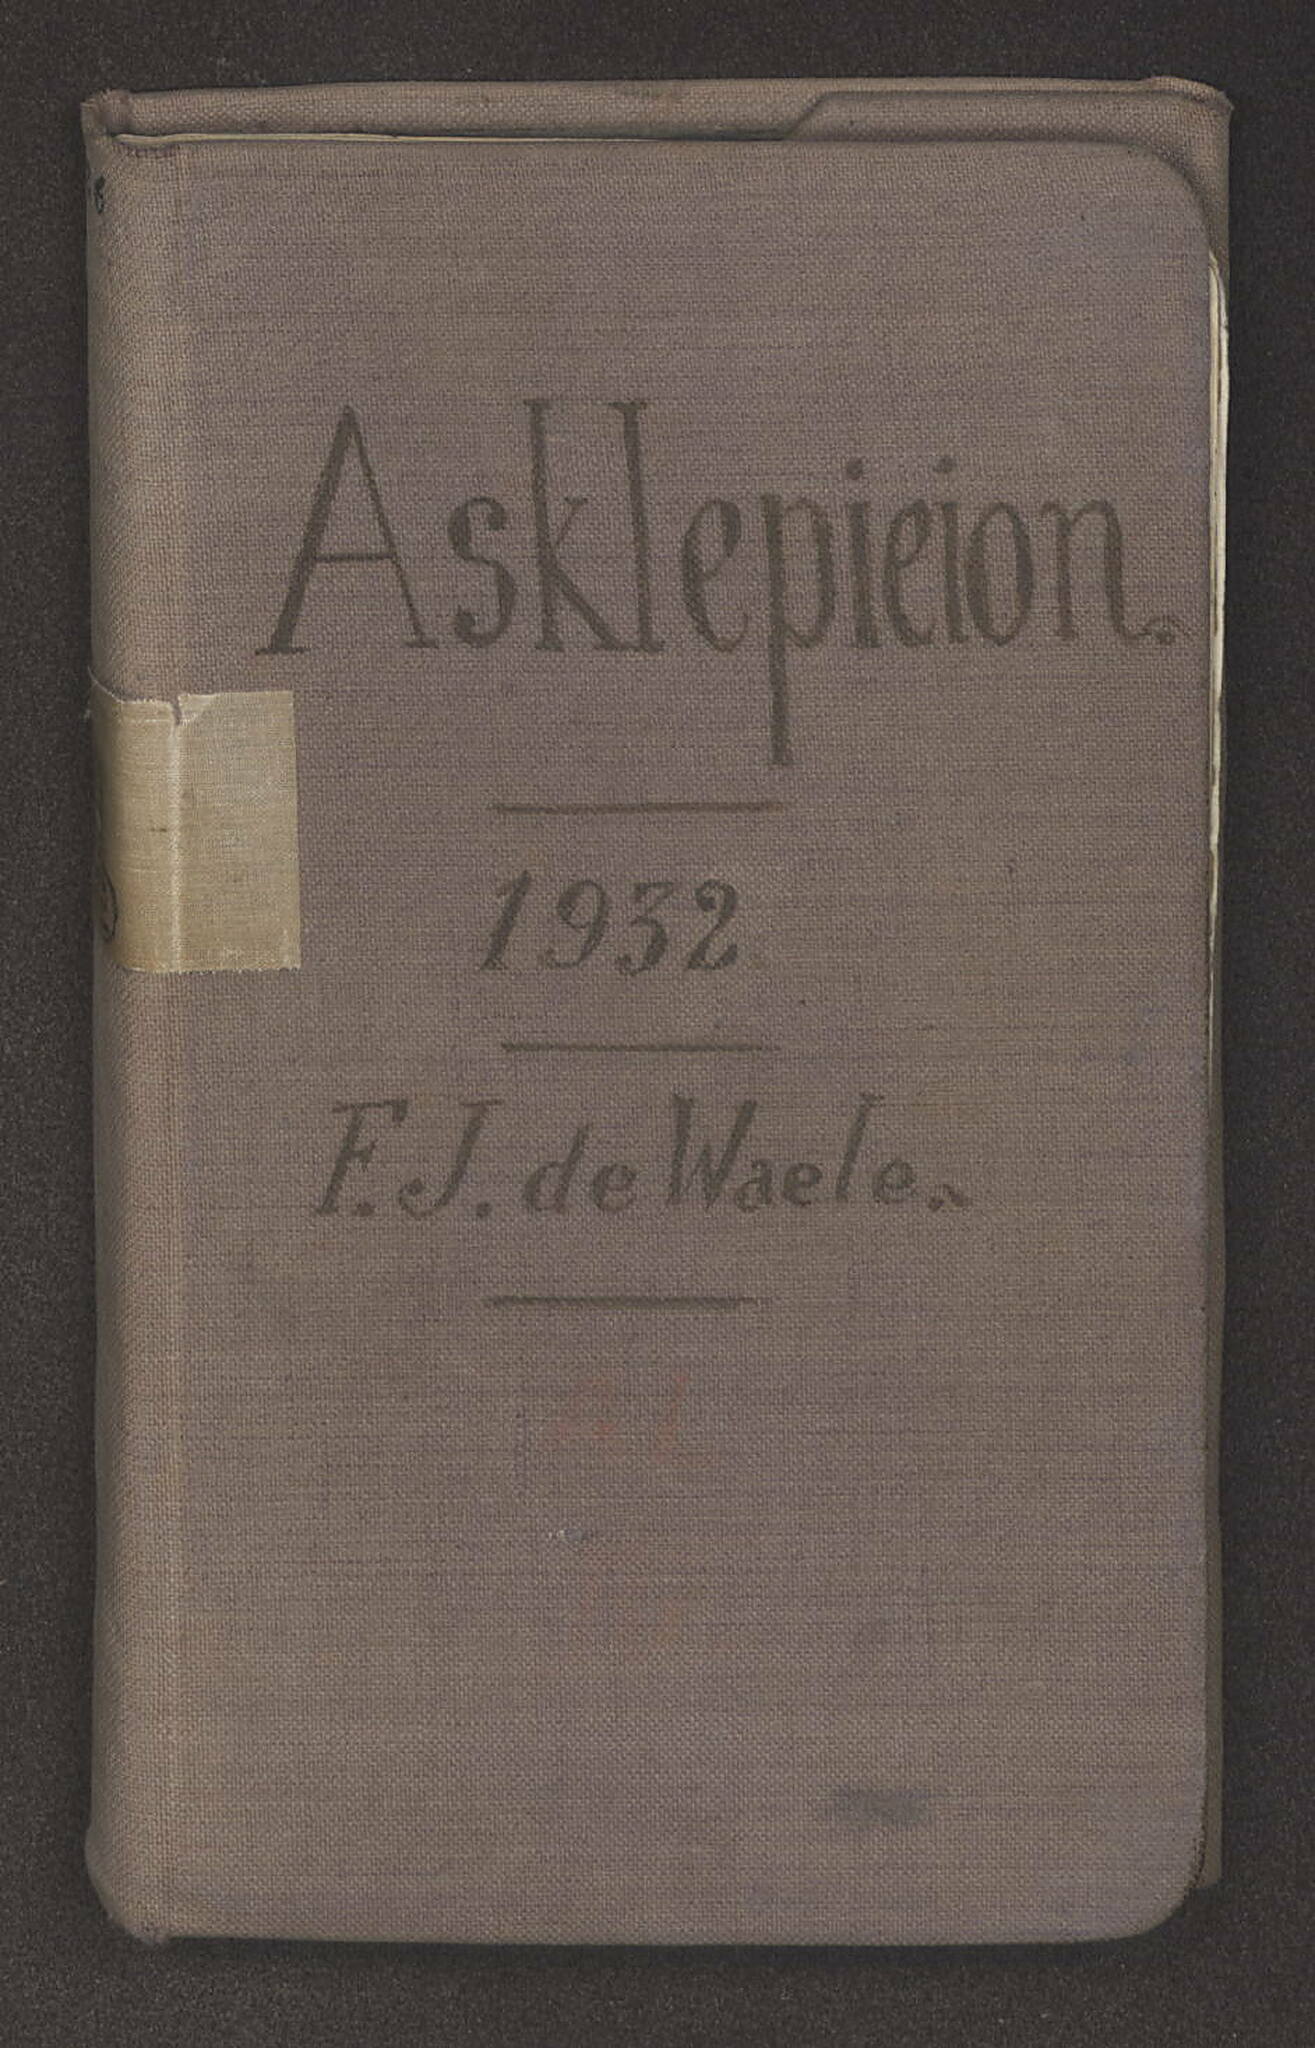 Asklepieion.
1932
F. J. de Waele.